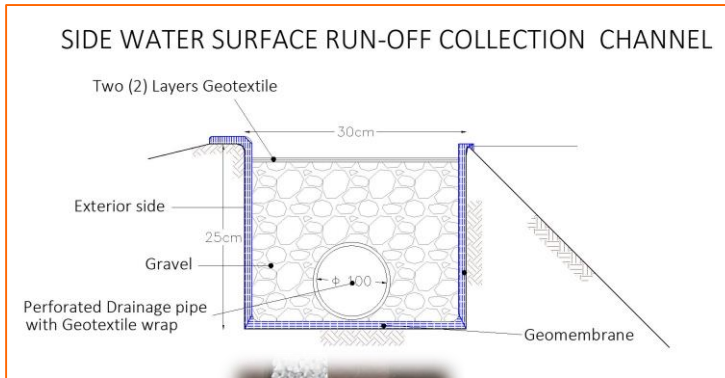 SIDE WATER SURFACE RUN-OFF COLLECTION CHANNEL
Two (2) Layers Geotextile
30cm
Exterior side
25cm
Gravel
ϕ 100
Perforated Drainage pipe
with Geotextile wrap
Geomembrane